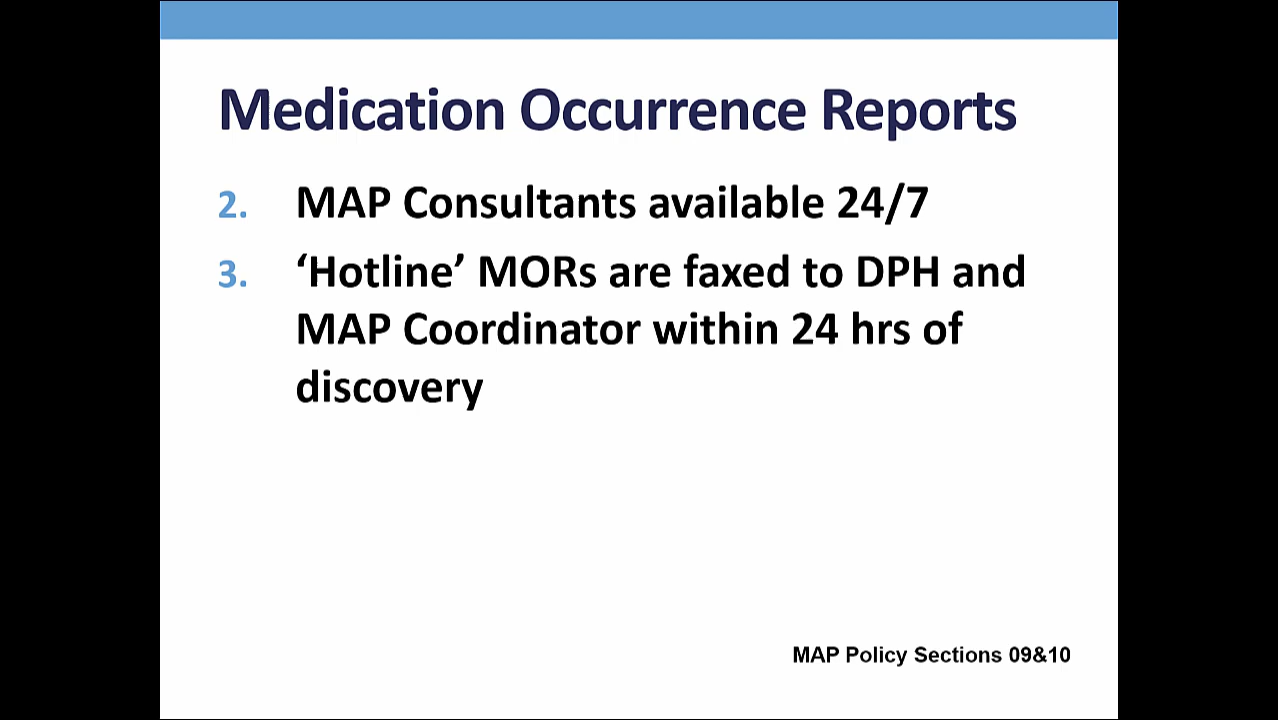 Medication Occurrence Reports
2. MAP Consultants available 24/7
3. ‘Hotline’ MORs are faxed to DPH and
MAP Coordinator within 24 hrs of
discovery
MAP Policy Sections 09&10